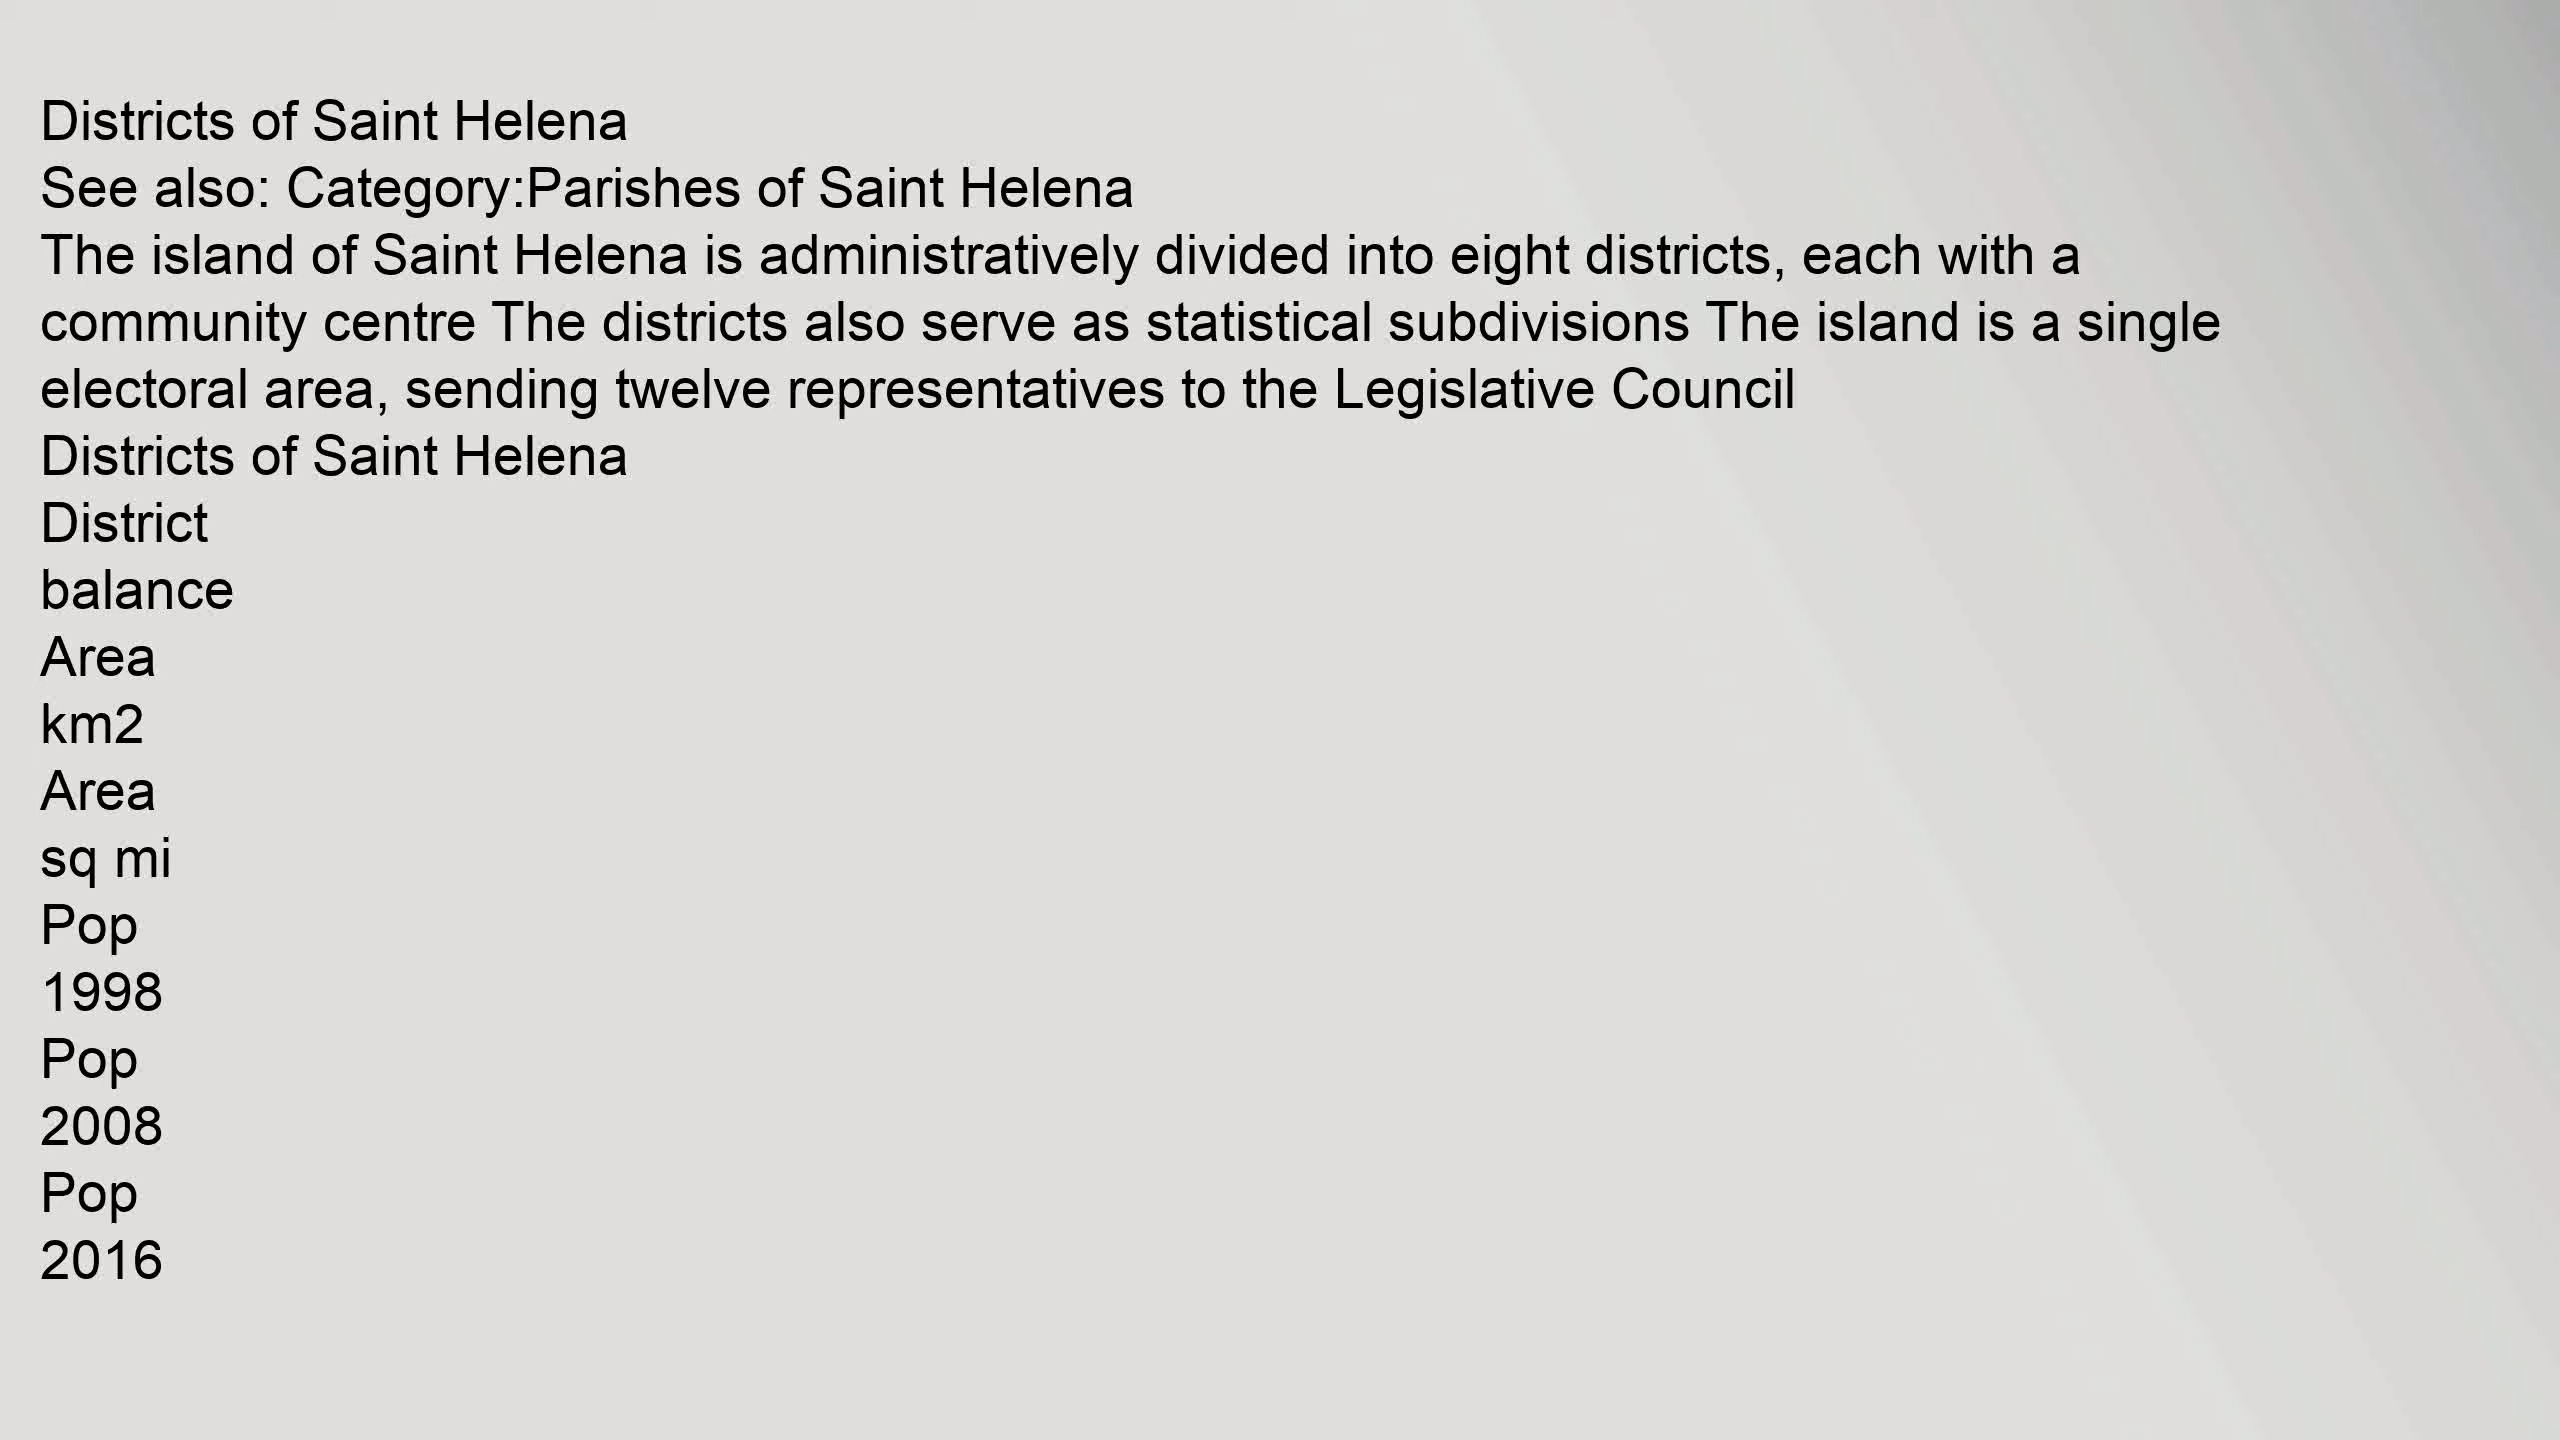 Districts of Saint Helena
See also: Category:Parishes of Saint Helena
The island of Saint Helena is administratively divided into eight districts, each with a
community centre The districts also serve as statistical subdivisions The island is a single
electoral area, sending twelve representatives to the Legislative Council
Districts of Saint Helena
District
balance
Area
km2
Area
sq mi
Pop
1998
Pop
2008
Pop
2016